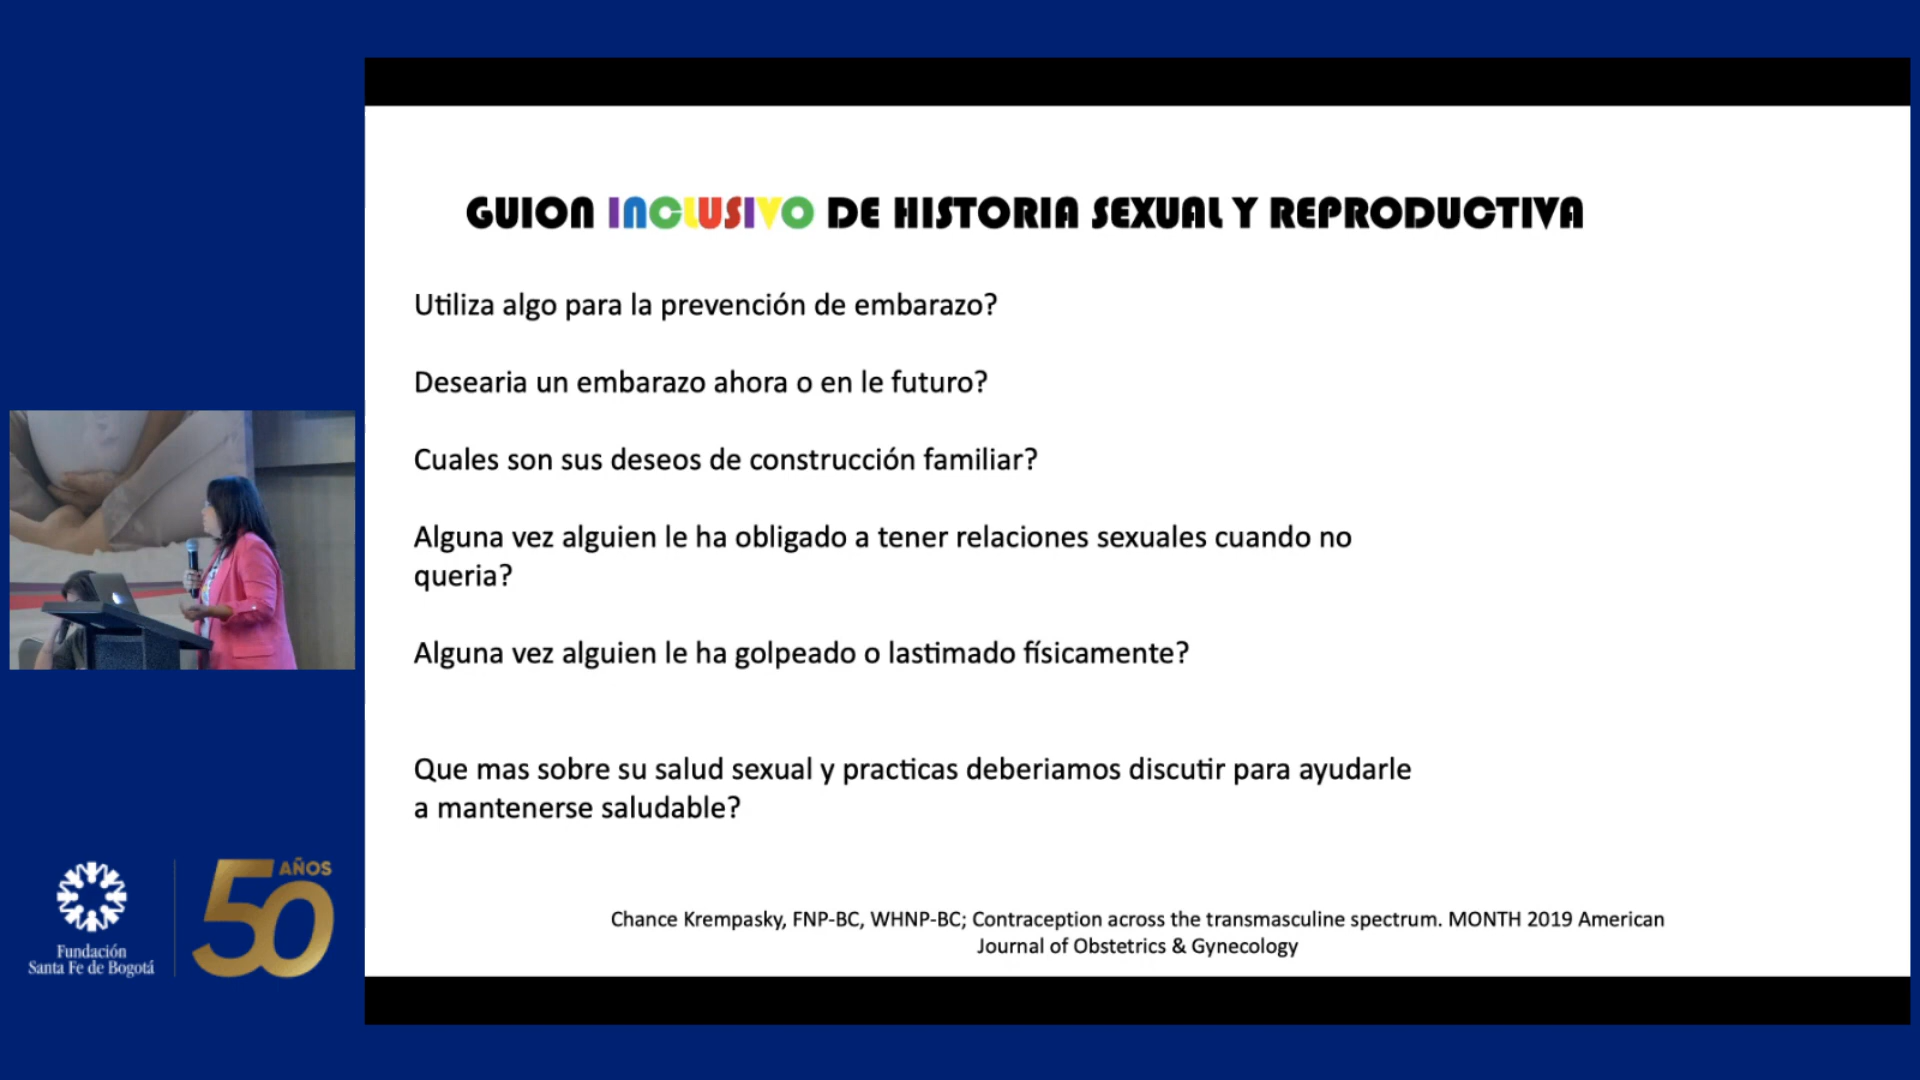 GUION INCLUSIVO DE HISTORIA SEXUAL Y REPRODUCTIVA
Utiliza algo para la prevención de embarazo?
Desearia un embarazo ahora o en le futuro?
Cuales son sus deseos de construcción familiar?
Alguna vez alguien le ha obligado a tener relaciones sexuales cuando no
queria?
Alguna vez alguien le ha golpeado o lastimado físicamente?
Que mas sobre su salud sexual y practicas deberiamos discutir para ayudarle
a mantenerse saludable?
Chance Krempasky, FNP-BC, WHNP-BC; Contraception across the transmasculine spectrum. MONTH 2019 American
Journal of Obstetrics & Gynecology
Fundación
Santa Fe de Bogotá
50 AÑOS